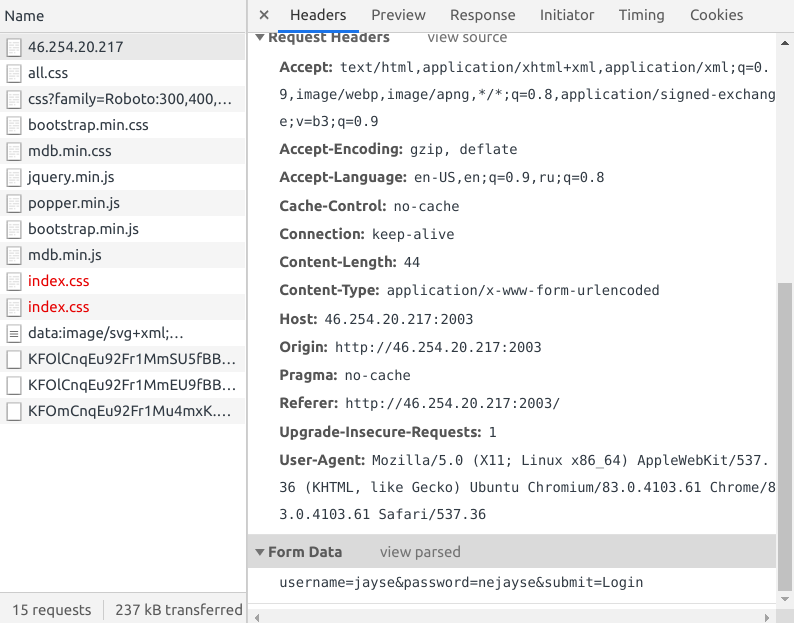 Name
46.254.20.217
all.css
css?family=Roboto:300,400,…
bootstrap.min.css
mdb.min.css
jquery.min.js
popper.min.js
bootstrap.min.js
mdb.min.js
index.css
index.css
data:image/svg+xml;…
KFOlCnqEu92Fr1MmSU5fBB…
KFOlCnqEu92Fr1MmEU9fBB…
KFOmCnqEu92Fr1Mu4mxK.…
15 requests 237 kB transferred
× Headers Preview Response Initiator Timing Cookies
Request Headers view source
Accept: text/html,application/xhtml+xml,application/xml;q=0.
9,image/webp,image/apng,*/*;q=0.8,application/signed-exchang
e;v=b3;q=0.9
Accept-Encoding: gzip, deflate
Accept-Language: en-US,en;q=0.9,ru;q=0.8
Cache-Control: no-cache
Connection: keep-alive
Content-Length: 44
Content-Type: application/x-www-form-urlencoded
Host: 46.254.20.217:2003
Origin: http://46.254.20.217:2003
Pragma: no-cache
Referer: http://46.254.20.217:2003/
Upgrade-Insecure-Requests: 1
User-Agent: Mozilla/5.0 (X11; Linux x86_64) AppleWebKit/537.
36 (KHTML, like Gecko) Ubuntu Chromium/83.0.4103.61 Chrome/8
3.0.4103.61 Safari/537.36
Form Data view parsed
username=jayse&password=nejayse&submit=Login